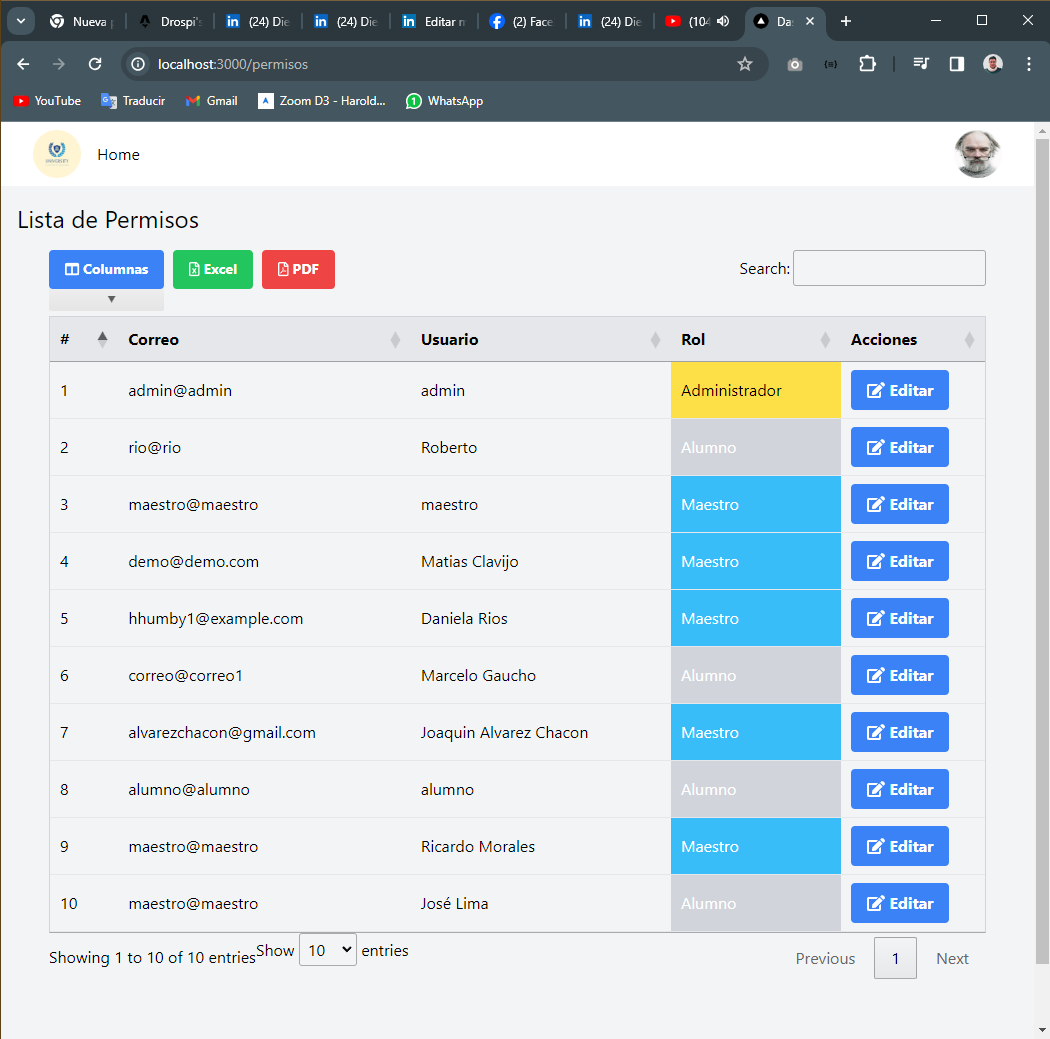 Nueva
Drospi's
(24) Die
(24) Die
Editar
(2) Face
(24) Die
(104
Das
localhost:3000/permisos
YouTube Traducir Gmail Zoom D3 - Harold... 1 WhatsApp
UNIVERSITY
Home
Lista de Permisos
Columnas Excel PDF Search:
# Correo Usuario Rol Acciones
1 admin@admin admin Administrador Editar
2 rio@rio Roberto Alumno Editar
3 maestro@maestro maestro Maestro Editar
4 demo@demo.com Matias Clavijo Maestro Editar
5 hhumby1@example.com Daniela Rios Maestro Editar
6 correo@correo1 Marcelo Gaucho Alumno Editar
7 alvarezchacon@gmail.com Joaquin Alvarez Chacon Maestro Editar
8 alumno@alumno alumno Alumno Editar
9 maestro@maestro Ricardo Morales Maestro Editar
10 maestro@maestro José Lima Alumno Editar
Showing 1 to 10 of 10 entries Show 10 entries Previous 1 Next